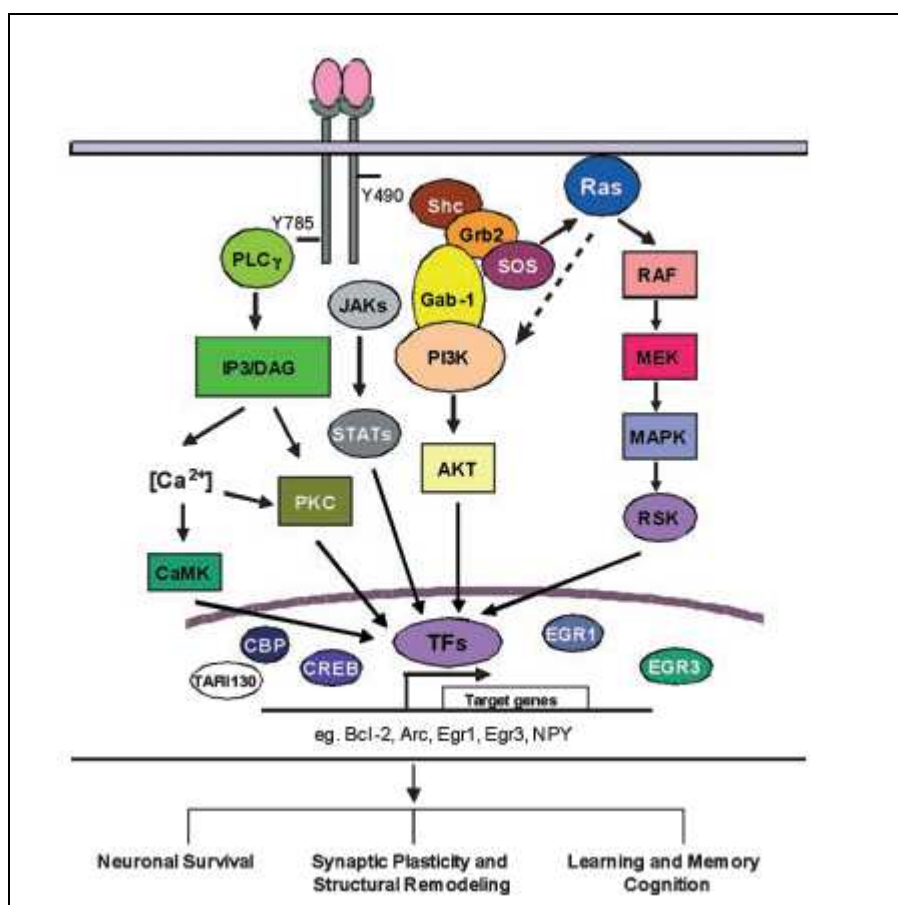 Y490
Y785
Shc
Ras
Grb2
SOS
PLCγ
RAF
JAKs
Gab-1
PI3K
MEK
IP3/DAG
STATs
MAPK
AKT
[Ca²⁺]
PKC
RSK
CaMK
TFs
EGR1
CBP
CREB
EGR3
TARI130
Target genes
eg. Bcl-2, Arc, Egr1, Egr3, NPY
Neuronal Survival
Synaptic Plasticity and
Structural Remodeling
Learning and Memory
Cognition